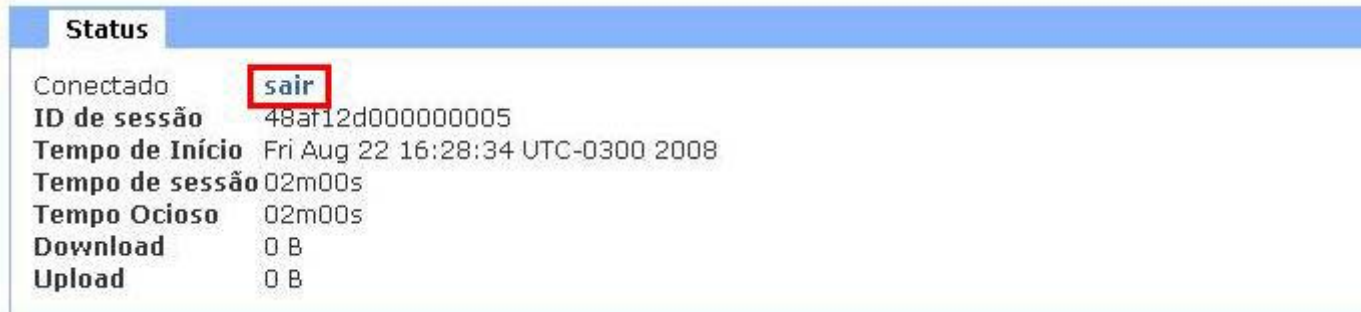 Status
Conectado sair
ID de sessão 48af12d000000005
Tempo de Início Fri Aug 22 16:28:34 UTC-0300 2008
Tempo de sessão 02m00s
Tempo Ocioso 02m00s
Download 0 B
Upload 0 B